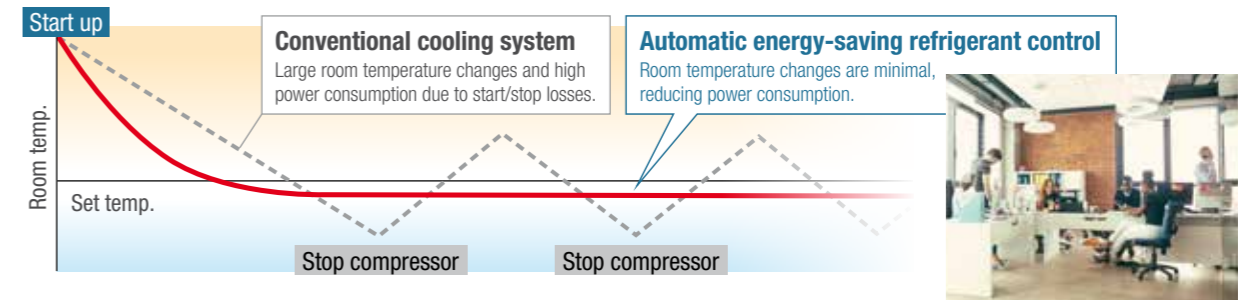 Start up
Conventional cooling system
Large room temperature changes and high
power consumption due to start/stop losses.
Automatic energy-saving refrigerant control
Room temperature changes are minimal,
reducing power consumption.
Room temp.
Set temp.
Stop compressor
Stop compressor